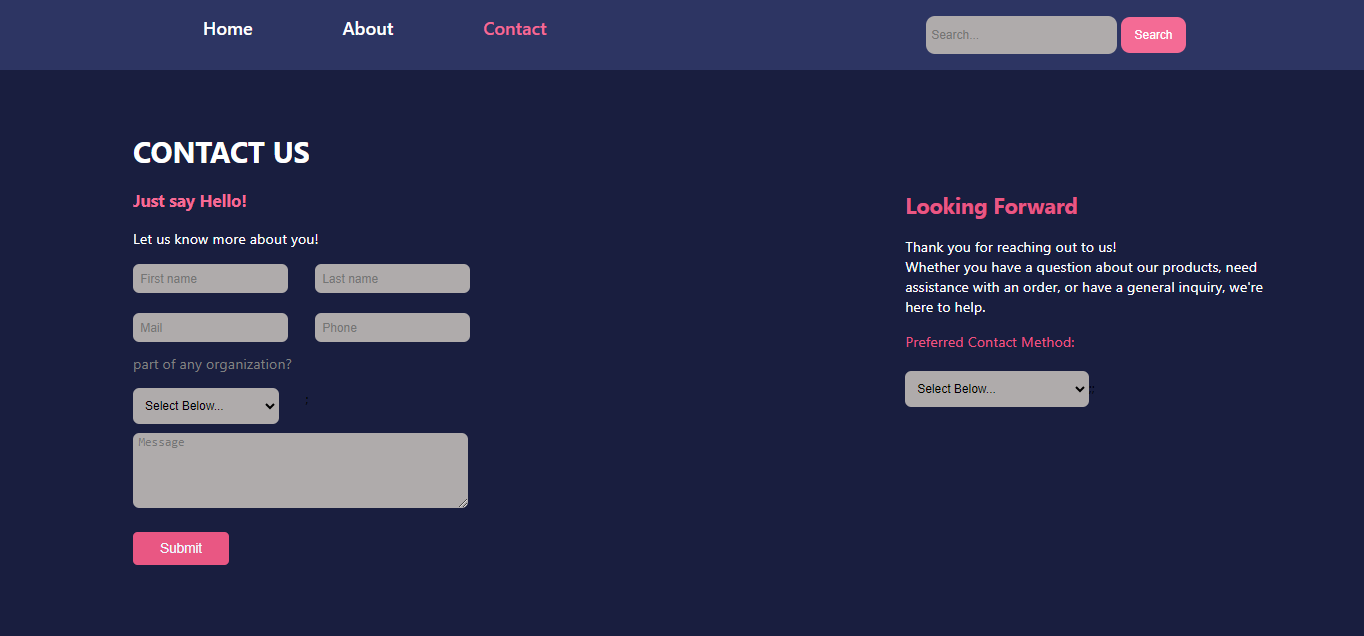 Home About Contact Search... Search
CONTACT US
Just say Hello!
Let us know more about you!
First name Last name
Mail Phone
part of any organization?
Select Below... :
Message
Submit
Looking Forward
Thank you for reaching out to us!
Whether you have a question about our products, need
assistance with an order, or have a general inquiry, we're
here to help.
Preferred Contact Method:
Select Below... :